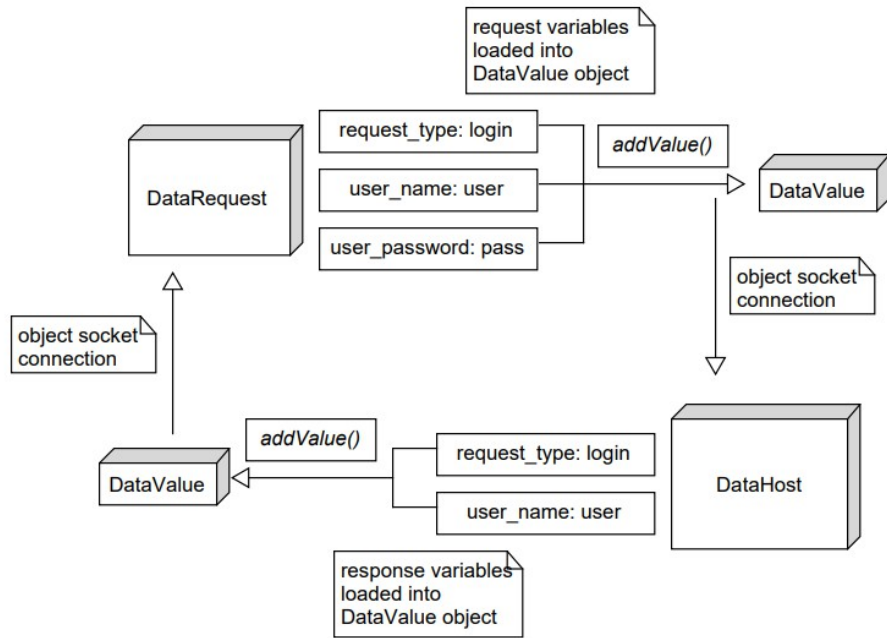 request variables
loaded into
DataValue object
request_type: login
addValue()
DataRequest
user_name: user
DataValue
user_password: pass
object socket
connection
object socket
connection
addValue()
request_type: login
DataValue
DataHost
user_name: user
response variables
loaded into
DataValue object